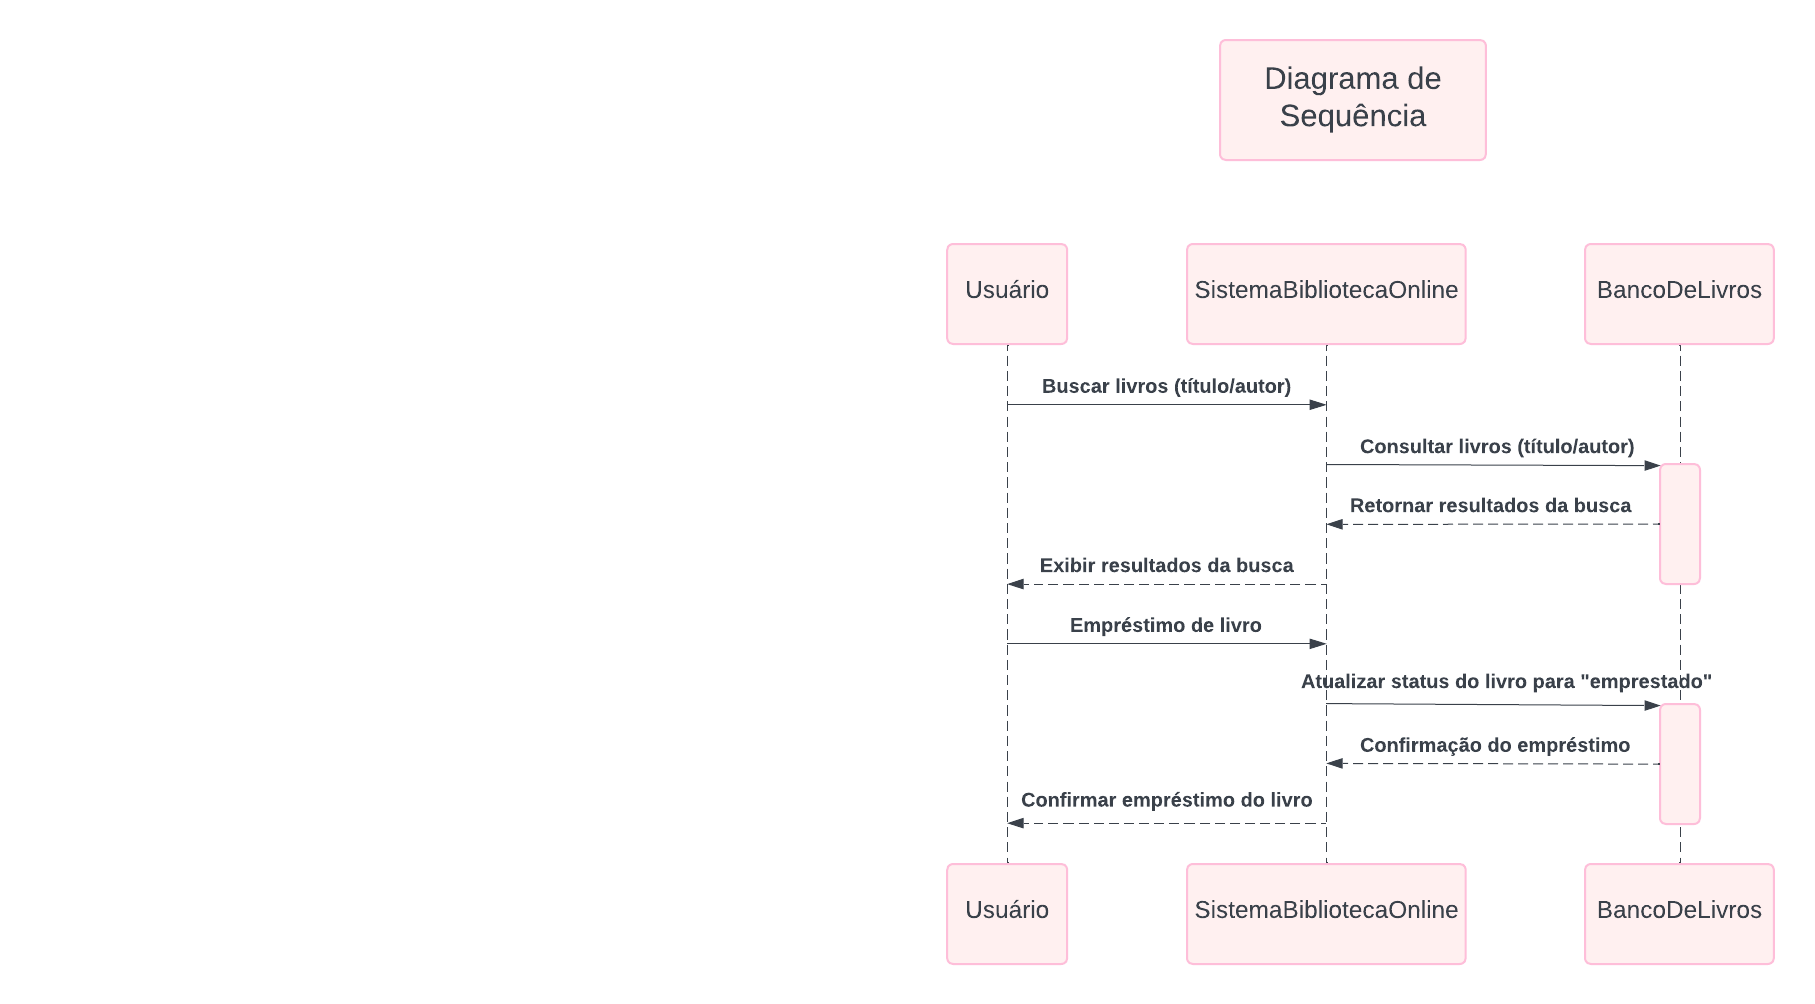 Diagrama de
Sequência
Usuário
SistemaBibliotecaOnline
BancoDeLivros
Buscar livros (título/autor)
Consultar livros (título/autor)
Retornar resultados da busca
Exibir resultados da busca
Empréstimo de livro
Atualizar status do livro para "emprestado"
Confirmação do empréstimo
Confirmar empréstimo do livro
Usuário
SistemaBibliotecaOnline
BancoDeLivros